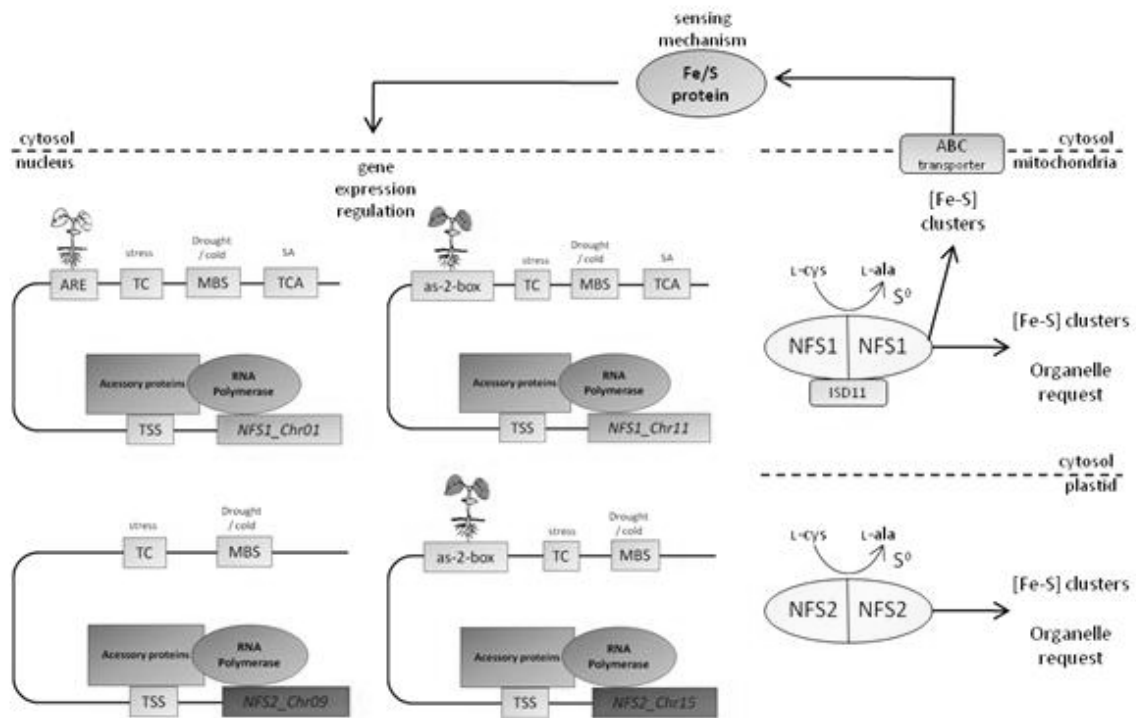 sensing
mechanism
Fe/S
protein
cytosol
nucleus
gene
expression
regulation
cytosol
mitochondria
ABC
transporter
[Fe-S]
clusters
stress
Drought
/ cold
SA
ARE
TC
MBS
TCA
Acessory proteins
RNA
Polymerase
TSS
NFS1_Chr01
stress
Drought
/ cold
SA
as-2-box
TC
MBS
TCA
Acessory proteins
RNA
Polymerase
TSS
NFS1_Chr11
L-cys
L-ala
S⁰
NFS1
NFS1
ISD11
[Fe-S] clusters
Organelle
request
cytosol
plastid
stress
Drought
/ cold
TC
MBS
Acessory proteins
RNA
Polymerase
TSS
NFS2_Chr09
stress
Drought
/ cold
as-2-box
TC
MBS
Acessory proteins
RNA
Polymerase
TSS
NFS2_Chr15
L-cys
L-ala
S⁰
NFS2
NFS2
[Fe-S] clusters
Organelle
request